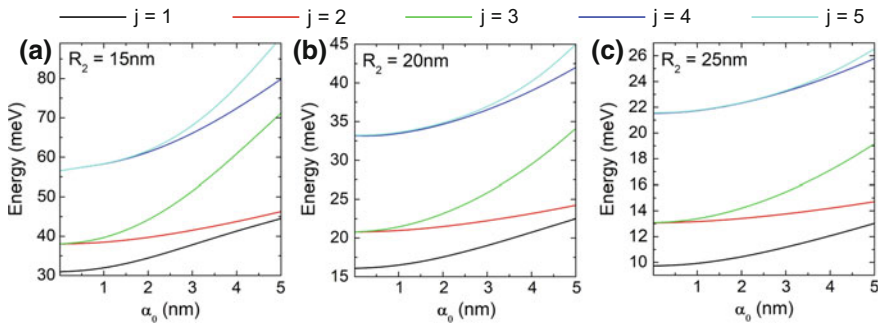 j = 1 j = 2 j = 3 j = 4 j = 5
(a) R₂ = 15nm
80
70
60
50
40
30
Energy (meV)
1 2 3 4 5
α₀ (nm)
(b) R₂ = 20nm
45
40
35
30
25
20
15
Energy (meV)
1 2 3 4 5
α₀ (nm)
(c) R₂ = 25nm
26
24
22
20
18
16
14
12
10
Energy (meV)
1 2 3 4 5
α₀ (nm)